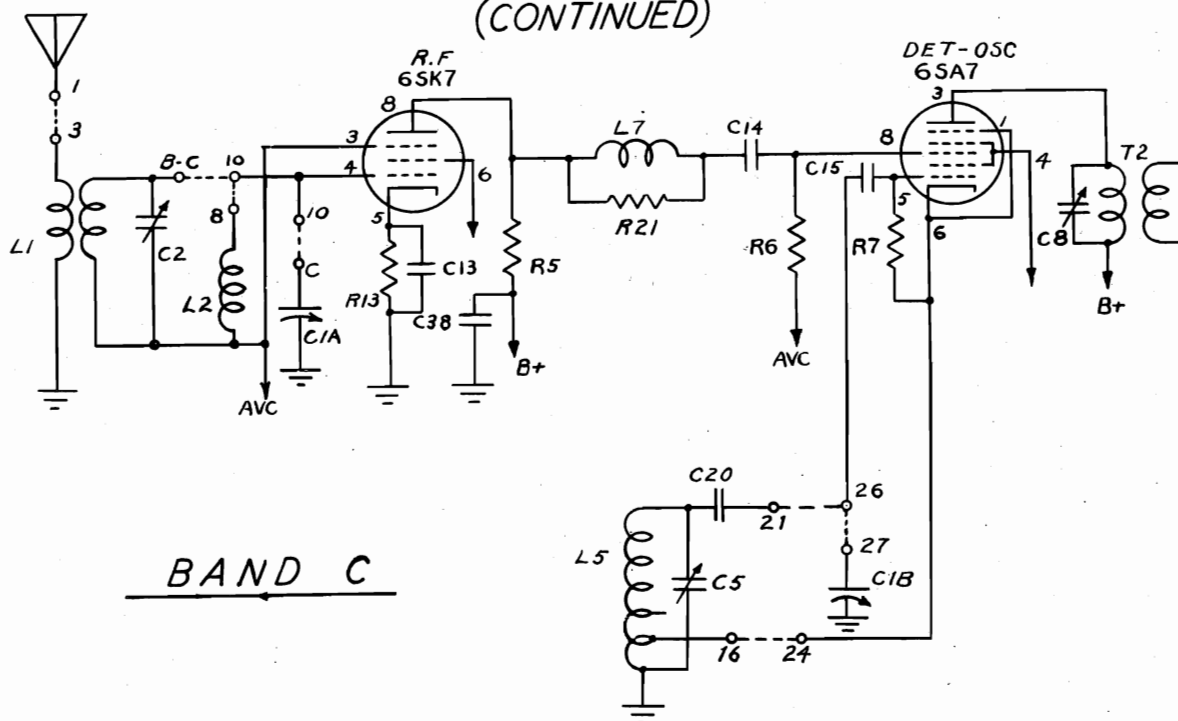 (CONTINUED)
R.F
6SK7
DET-OSC
6SA7
1
3
B-C
10
8
L1
C2
L2
10
C
C1A
AVC
8
3
4
6
5
R13
C13
C38
R5
B+
L7
R21
C14
C15
R6
AVC
3
8
1
4
5
6
R7
T2
C8
B+
C20
21
26
27
L5
C5
C1B
16
24
BAND C